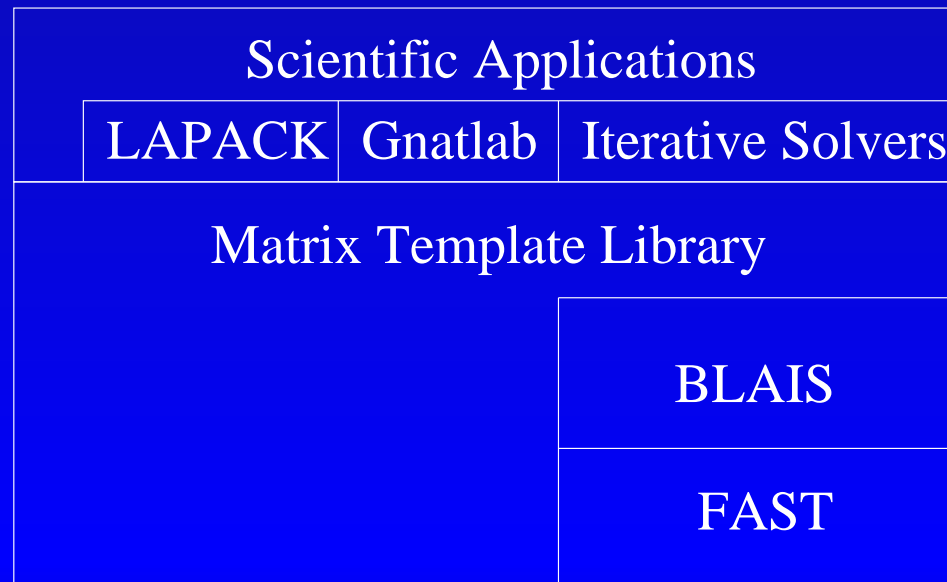 Scientific Applications
LAPACK Gnatlab Iterative Solvers
Matrix Template Library
BLAIS
FAST